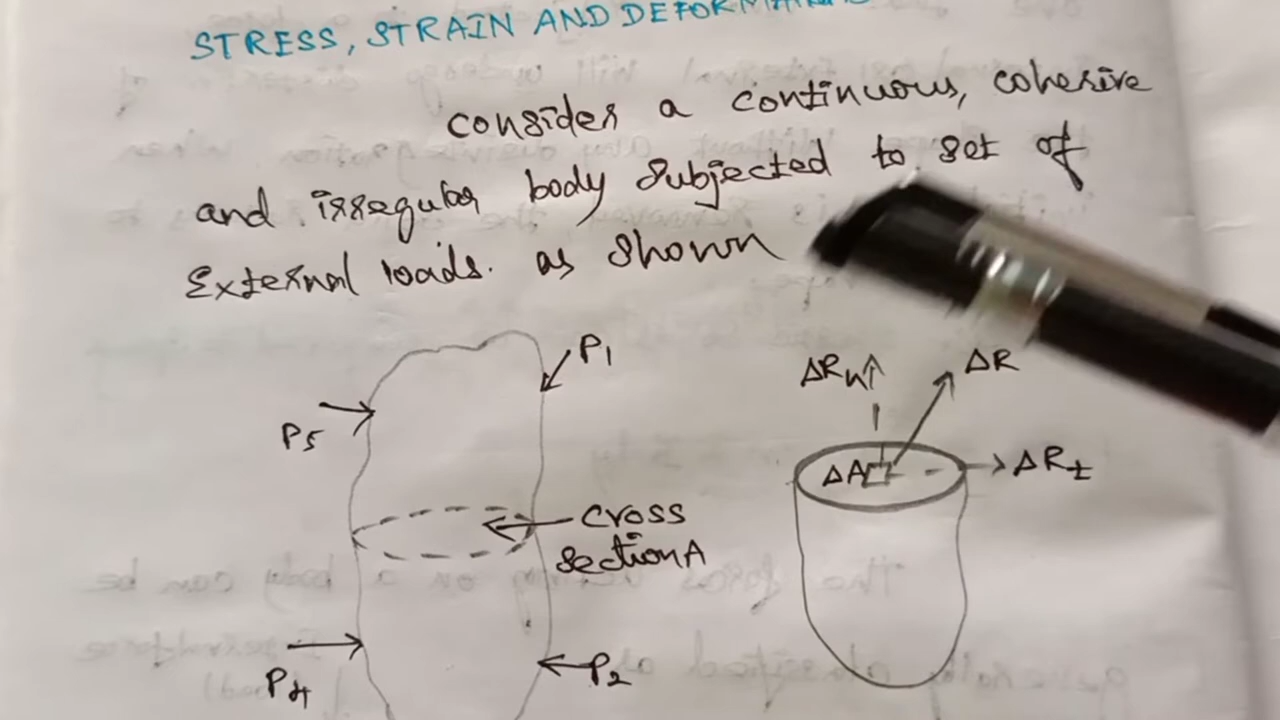 STRESS, STRAIN AND DEFORMATION
consider a continuous, cohesive
and irregular body subjected to set of
External loads. as shown
P1
P5
ΔRn
ΔR
ΔA
ΔRt
cross
section A
P4
P2